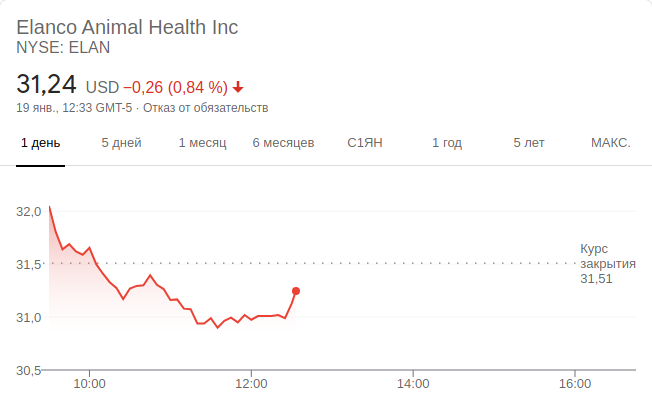 Elanco Animal Health Inc
NYSE: ELAN
31,24 USD −0,26 (0,84 %)
19 янв., 12:33 GMT-5 · Отказ от обязательств
1 день 5 дней 1 месяц 6 месяцев С1ЯН 1 год 5 лет МАКС.
32,0
31,5
31,0
30,5
Курс
закрытия
31,51
10:00 12:00 14:00 16:00